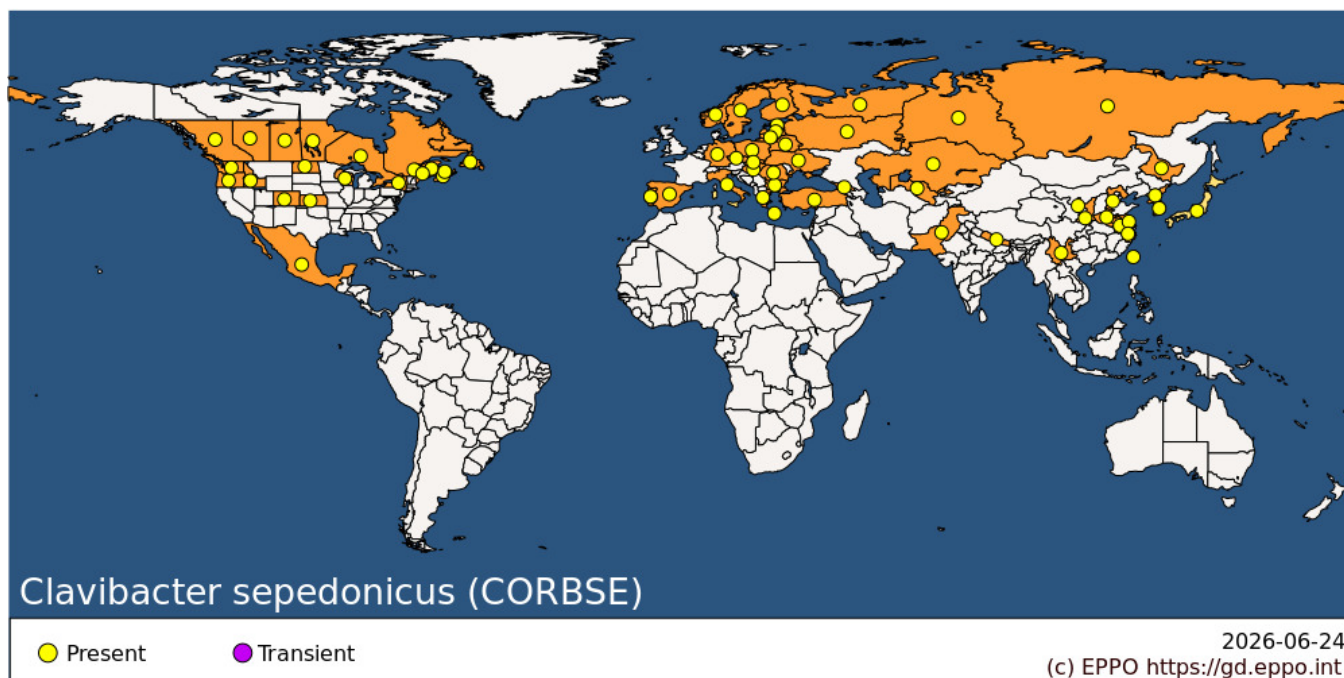 Clavibacter sepedonicus (CORBSE)
Present
Transient
2026-06-24
(c) EPPO https://gd.eppo.int